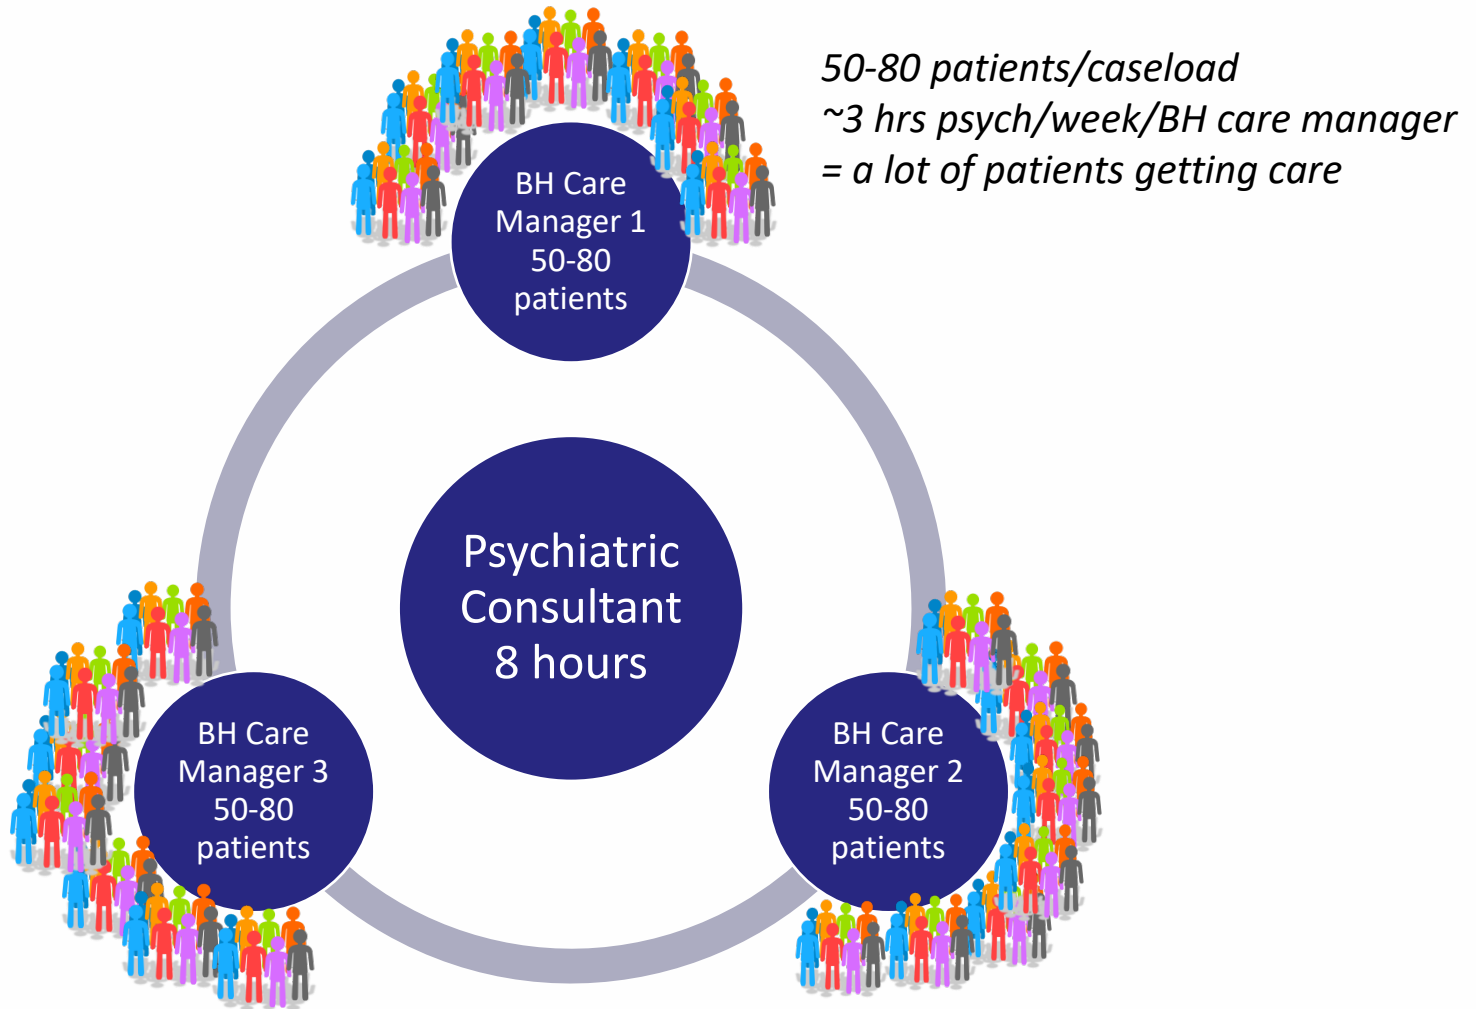 50-80 patients/caseload
~3 hrs psych/week/BH care manager
= a lot of patients getting care
BH Care
Manager 1
50-80
patients
Psychiatric
Consultant
8 hours
BH Care
Manager 3
50-80
patients
BH Care
Manager 2
50-80
patients